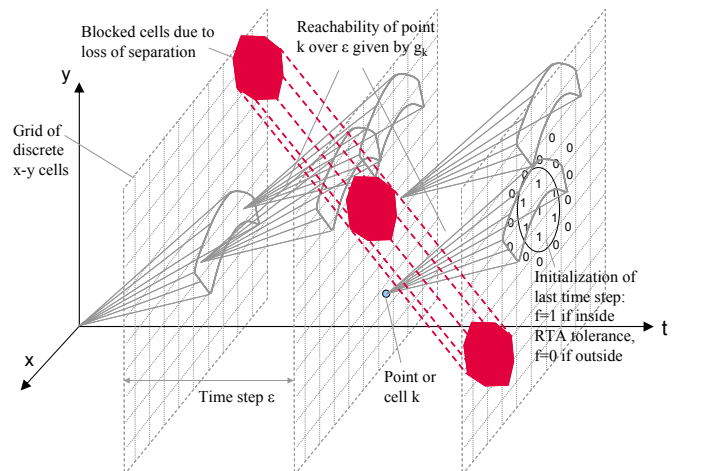 Blocked cells due to
loss of separation
Reachability of point
k over ε given by gk
y
Grid of
discrete
x-y cells
0
0
0
0
0
1
1
0
0
1
1
1
0
0
1
1
0
0
0
Initialization of
last time step:
f=1 if inside
RTA tolerance,
f=0 if outside
t
x
Point or
cell k
Time step ε